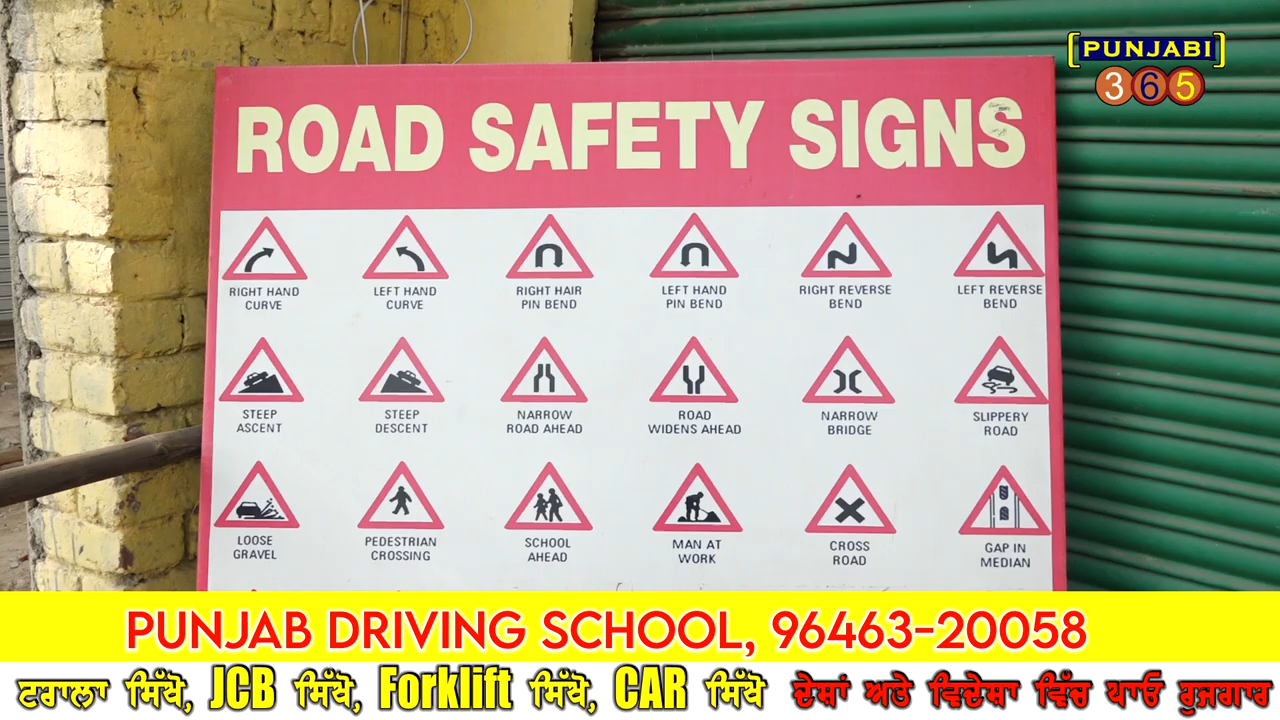 [PUNJABI]
365
ROAD SAFETY SIGNS
RIGHT HAND CURVE
LEFT HAND CURVE
RIGHT HAIR PIN BEND
LEFT HAND PIN BEND
RIGHT REVERSE BEND
LEFT REVERSE BEND
STEEP ASCENT
STEEP DESCENT
NARROW ROAD AHEAD
ROAD WIDENS AHEAD
NARROW BRIDGE
SLIPPERY ROAD
LOOSE GRAVEL
PEDESTRIAN CROSSING
SCHOOL AHEAD
MAN AT WORK
CROSS ROAD
GAP IN MEDIAN
PUNJAB DRIVING SCHOOL, 96463-20058
ਟਰਾਲਾ ਸਿੱਖੋ, JCB ਸਿੱਖੋ, Forklift ਸਿੱਖੋ, CAR ਸਿੱਖੋ ਦੇਸ਼ਾਂ ਅਤੇ ਵਿਦੇਸ਼ਾ ਵਿੱਚ ਪਾਓ ਰੁਜਗਾਰ